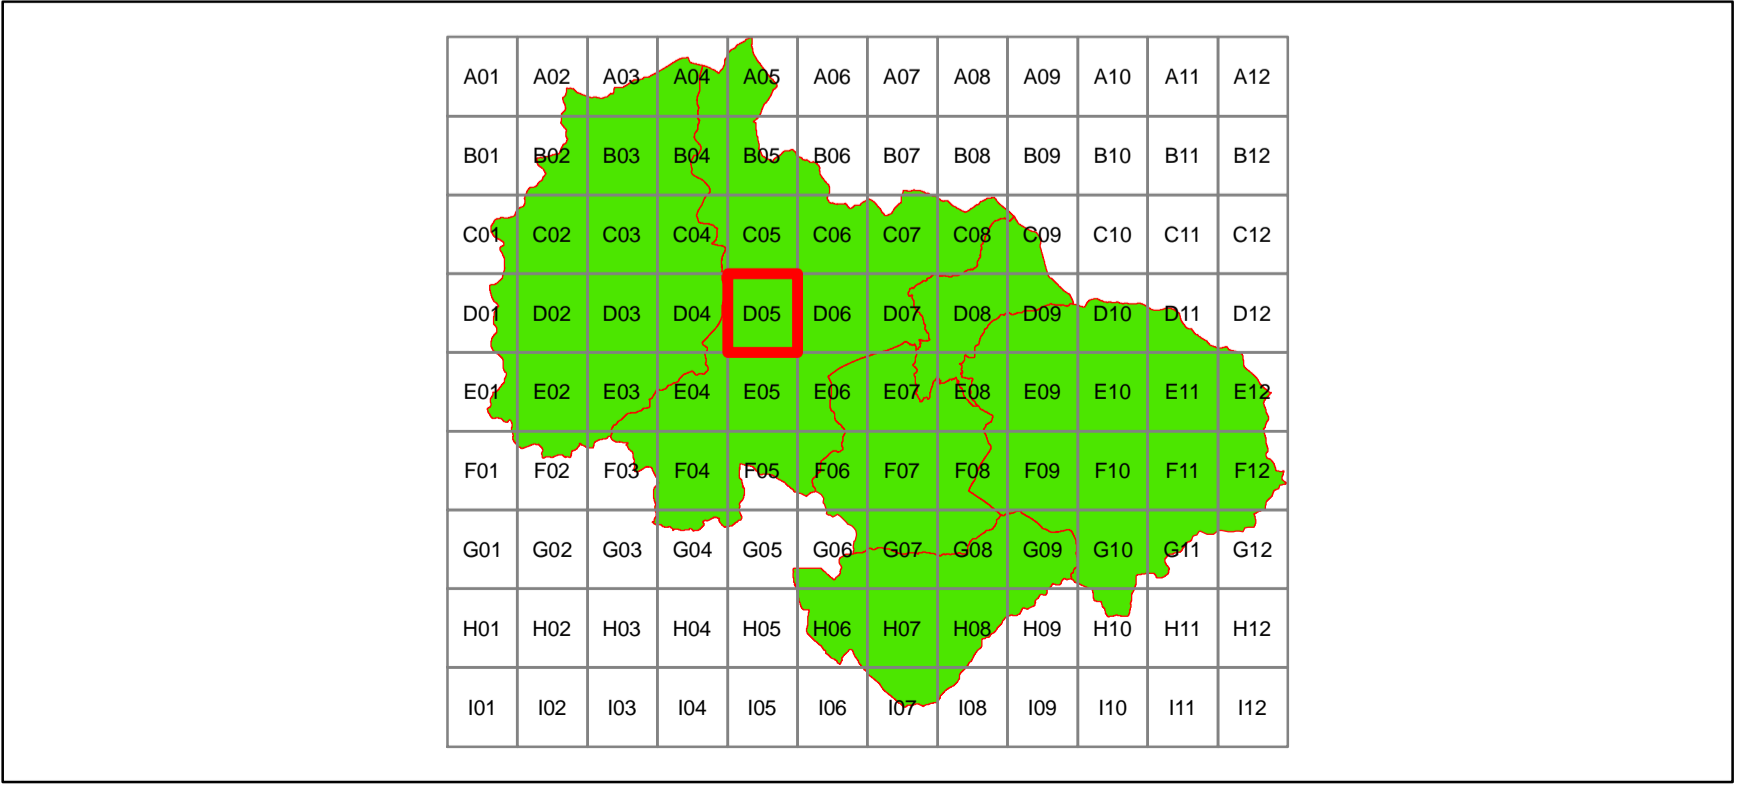 A01 A02 A03 A04 A05 A06 A07 A08 A09 A10 A11 A12
B01 B02 B03 B04 B05 B06 B07 B08 B09 B10 B11 B12
C01 C02 C03 C04 C05 C06 C07 C08 C09 C10 C11 C12
D01 D02 D03 D04 D05 D06 D07 D08 D09 D10 D11 D12
E01 E02 E03 E04 E05 E06 E07 E08 E09 E10 E11 E12
F01 F02 F03 F04 F05 F06 F07 F08 F09 F10 F11 F12
G01 G02 G03 G04 G05 G06 G07 G08 G09 G10 G11 G12
H01 H02 H03 H04 H05 H06 H07 H08 H09 H10 H11 H12
I01 I02 I03 I04 I05 I06 I07 I08 I09 I10 I11 I12